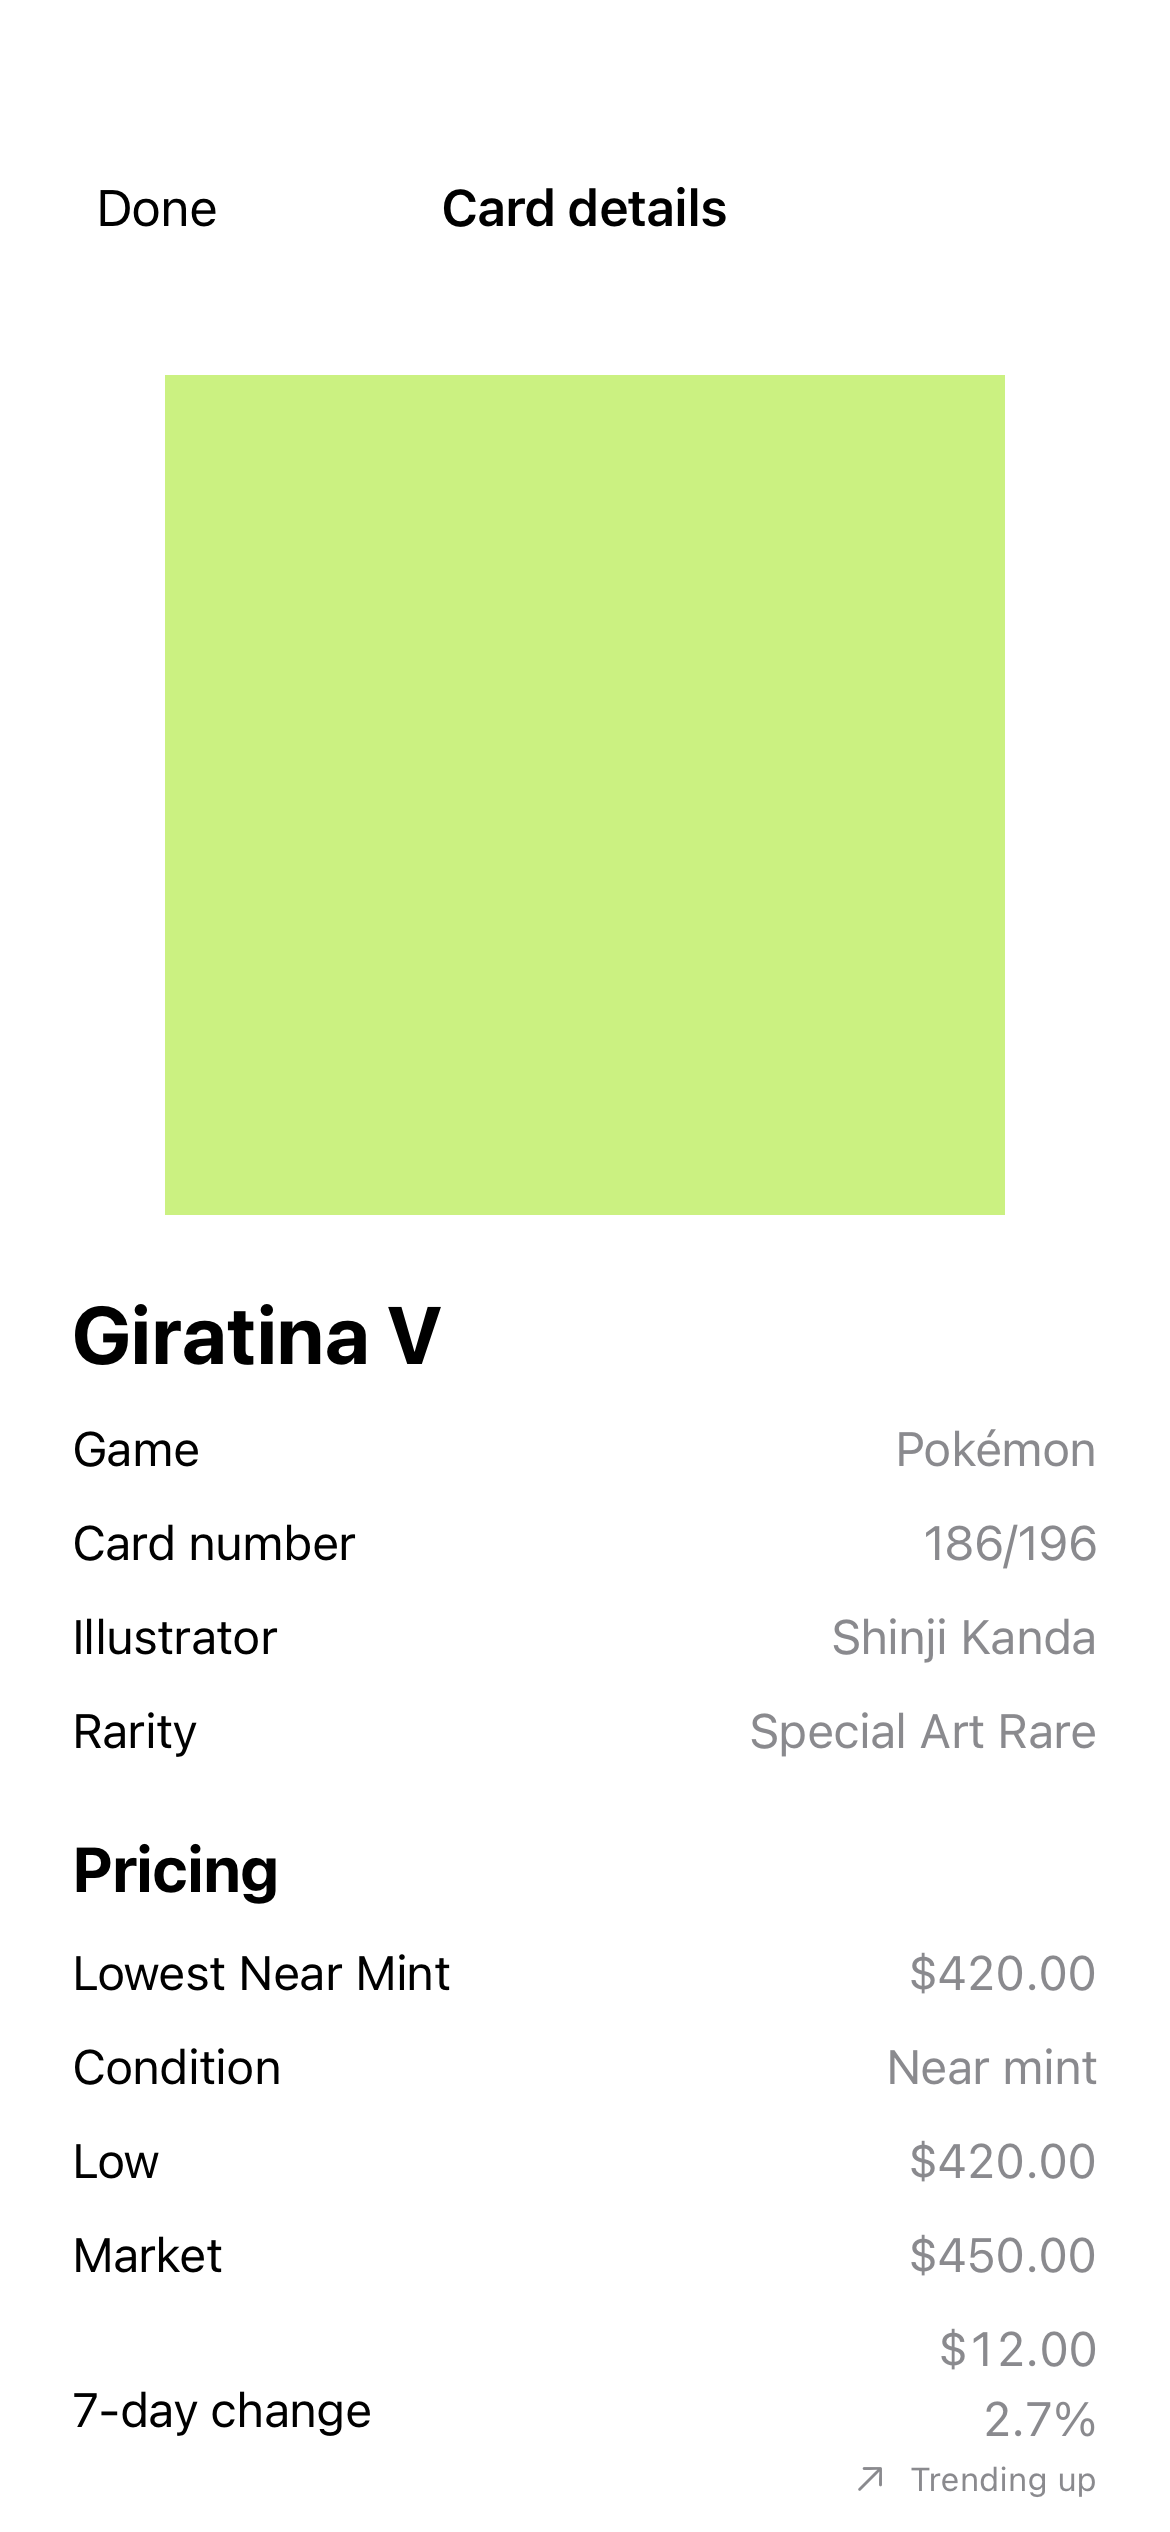 Done Card details
Giratina V
Game Pokémon
Card number 186/196
Illustrator Shinji Kanda
Rarity Special Art Rare
Pricing
Lowest Near Mint $420.00
Condition Near mint
Low $420.00
Market $450.00
7-day change $12.00
2.7%
Trending up